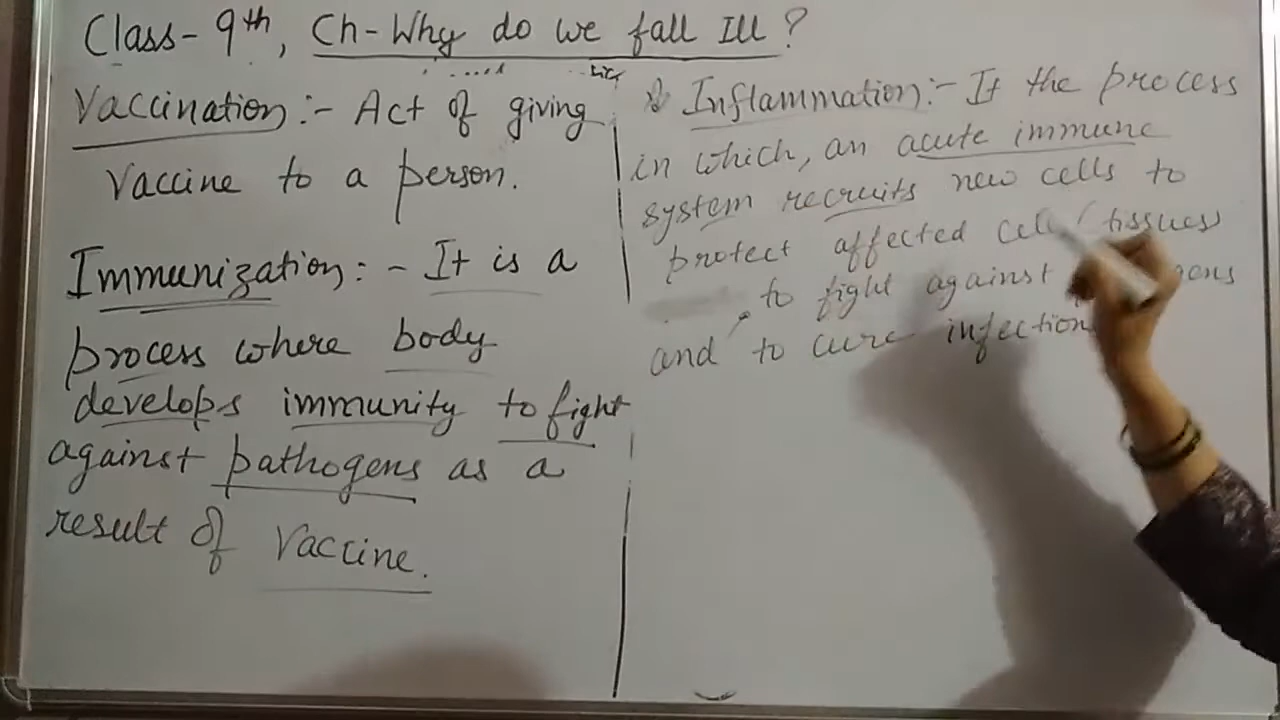 Class- 9th, Ch- Why do we fall Ill ?
Vaccination :- Act of giving
Vaccine to a person.
Immunization : - It is a
process where body
develops immunity to fight
against pathogens as a
result of Vaccine.
Inflammation :- It the process
in which, an acute immune
system recruits new cells to
protect affected cell/ tissues
to fight against
and to cure infection